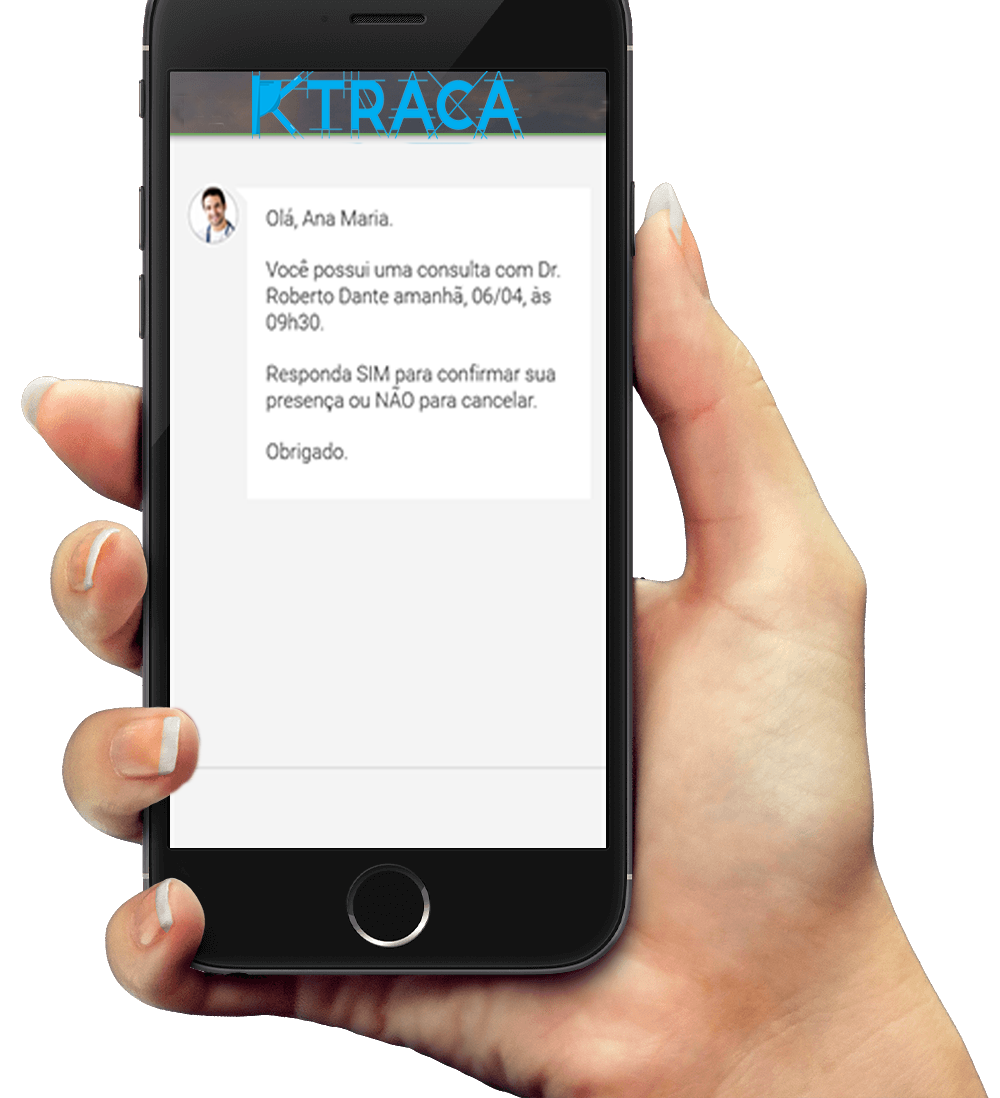 KTRACA
Olá, Ana Maria.
Você possui uma consulta com Dr.
Roberto Dante amanhã, 06/04, às
09h30.
Responda SIM para confirmar sua
presença ou NÃO para cancelar.
Obrigado.